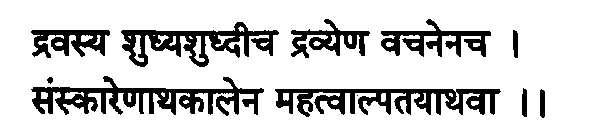 द्रवस्य शुध्यशुध्दीच द्रव्येण वचनेनच ।
संस्कारेणाथकालेन महत्वाल्पतयाथवा ।।